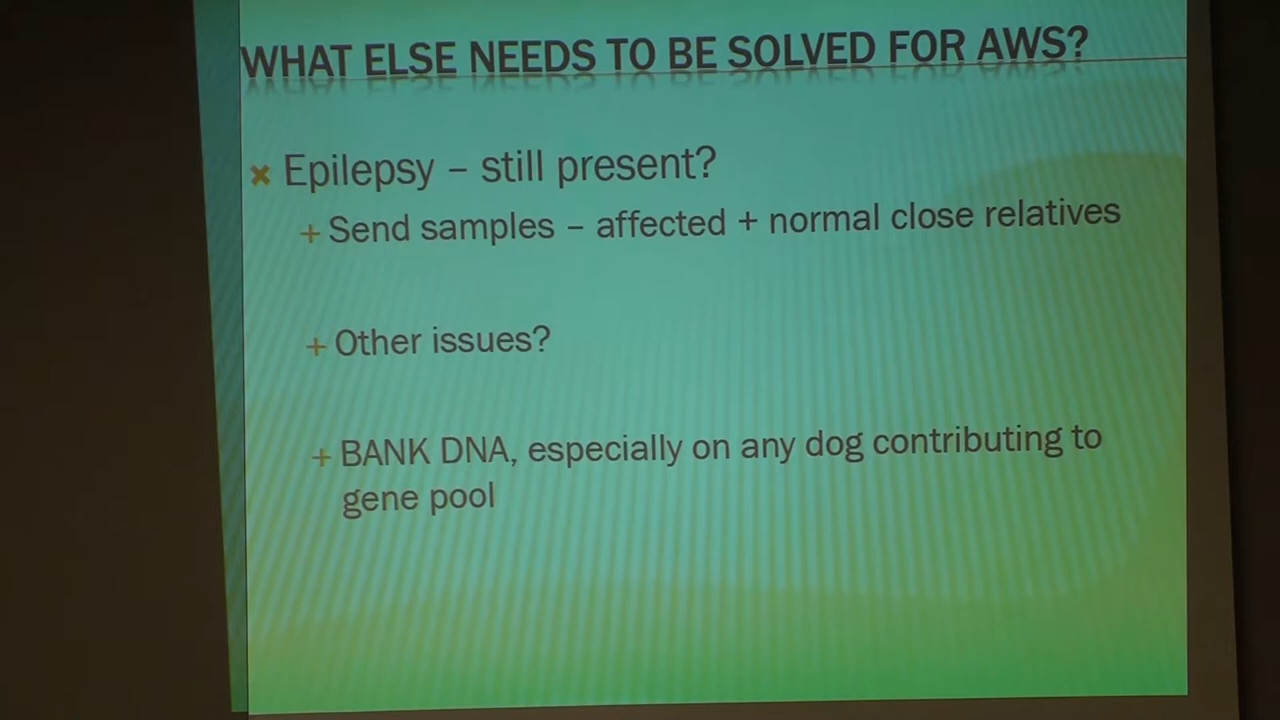 WHAT ELSE NEEDS TO BE SOLVED FOR AWS?
Epilepsy – still present?
+ Send samples – affected + normal close relatives
+ Other issues?
+ BANK DNA, especially on any dog contributing to
gene pool